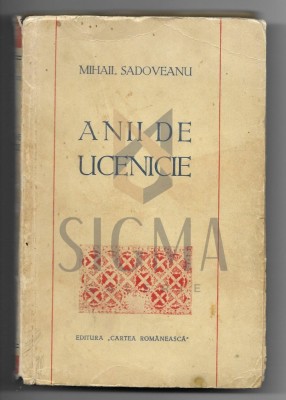 MIHAIL SADOVEANU
ANII DE
UCENICIE
SIGMA
EDITURA „CARTEA ROMÂNEASCĂ"